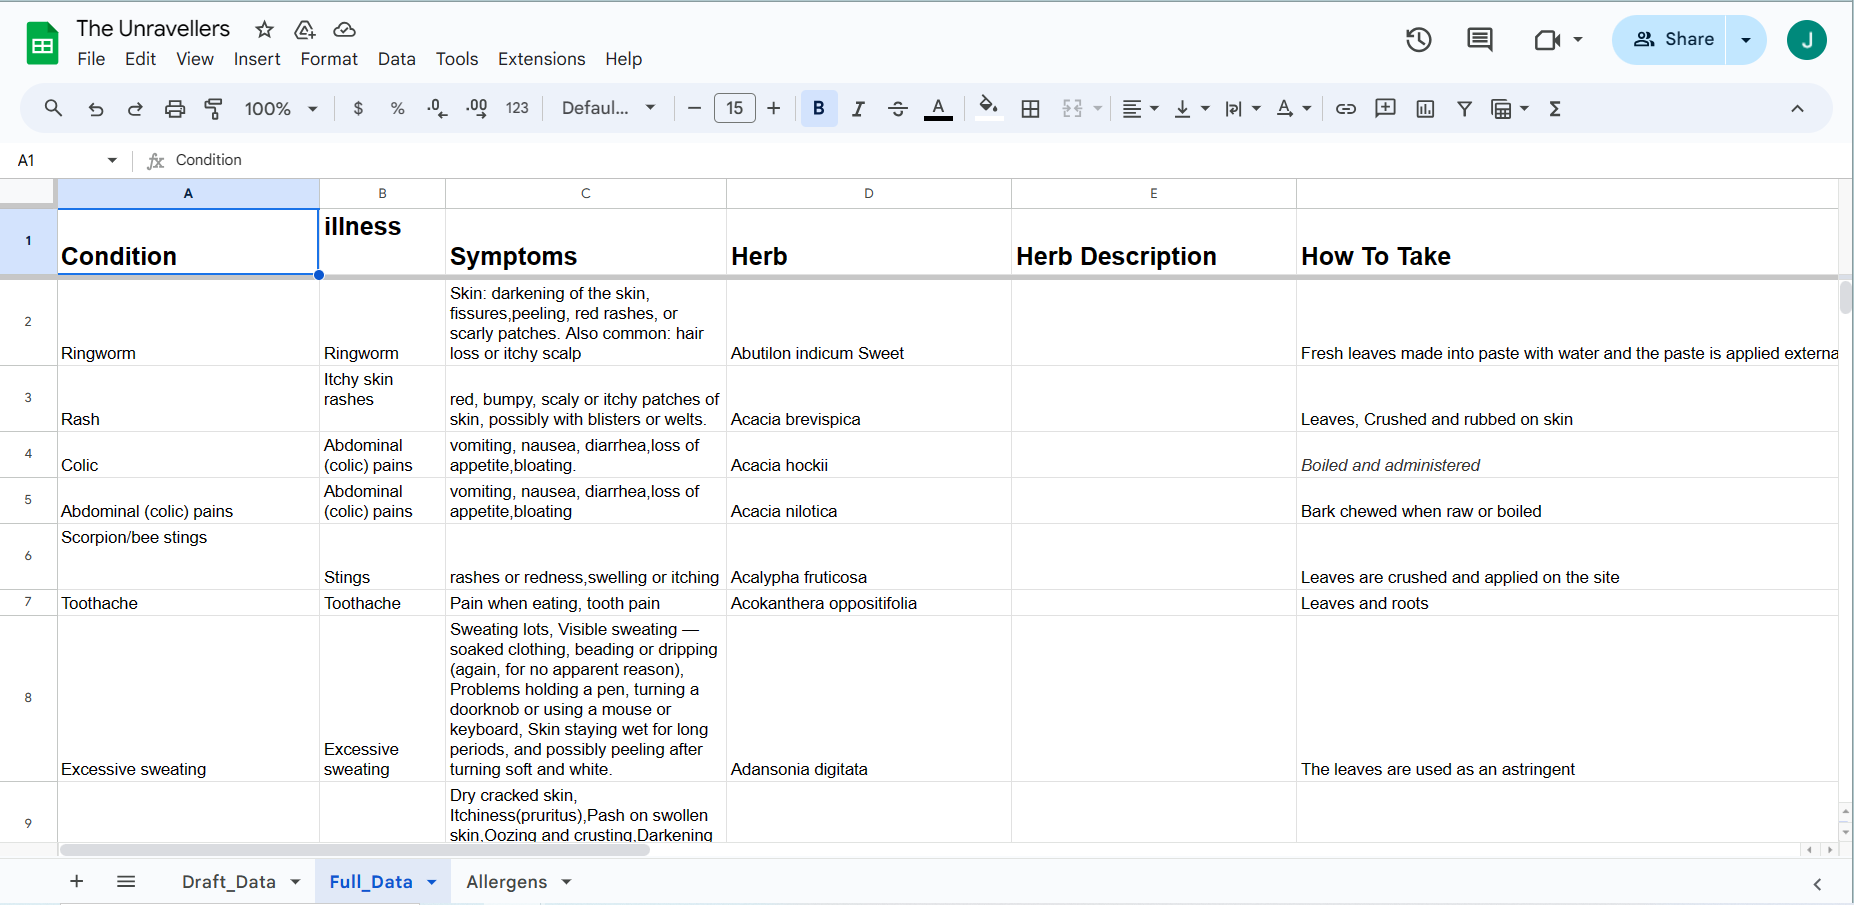 The Unravellers
File Edit View Insert Format Data Tools Extensions Help
Share
J
100% $ % .0 .00 123 Defaul... 15 B I S A A Σ
A1 fx Condition
A B C D E
1 Condition illness Symptoms Herb Herb Description How To Take
2
Ringworm
Ringworm
Skin: darkening of the skin,
fissures,peeling, red rashes, or
scarly patches. Also common: hair
loss or itchy scalp
Abutilon indicum Sweet
Fresh leaves made into paste with water and the paste is applied externa
3
Rash
Itchy skin
rashes
red, bumpy, scaly or itchy patches of
skin, possibly with blisters or welts.
Acacia brevispica
Leaves, Crushed and rubbed on skin
4
Colic
Abdominal
(colic) pains
vomiting, nausea, diarrhea,loss of
appetite,bloating.
Acacia hockii
Boiled and administered
5
Abdominal (colic) pains
Abdominal
(colic) pains
vomiting, nausea, diarrhea,loss of
appetite,bloating
Acacia nilotica
Bark chewed when raw or boiled
6
Scorpion/bee stings
Stings
rashes or redness,swelling or itching
Acalypha fruticosa
Leaves are crushed and applied on the site
7
Toothache
Toothache
Pain when eating, tooth pain
Acokanthera oppositifolia
Leaves and roots
8
Excessive sweating
Excessive
sweating
Sweating lots, Visible sweating —
soaked clothing, beading or dripping
(again, for no apparent reason),
Problems holding a pen, turning a
doorknob or using a mouse or
keyboard, Skin staying wet for long
periods, and possibly peeling after
turning soft and white.
Adansonia digitata
The leaves are used as an astringent
9
Dry cracked skin,
Itchiness(pruritus),Pash on swollen
skin,Oozing and crusting,Darkening
Draft_Data Full_Data Allergens